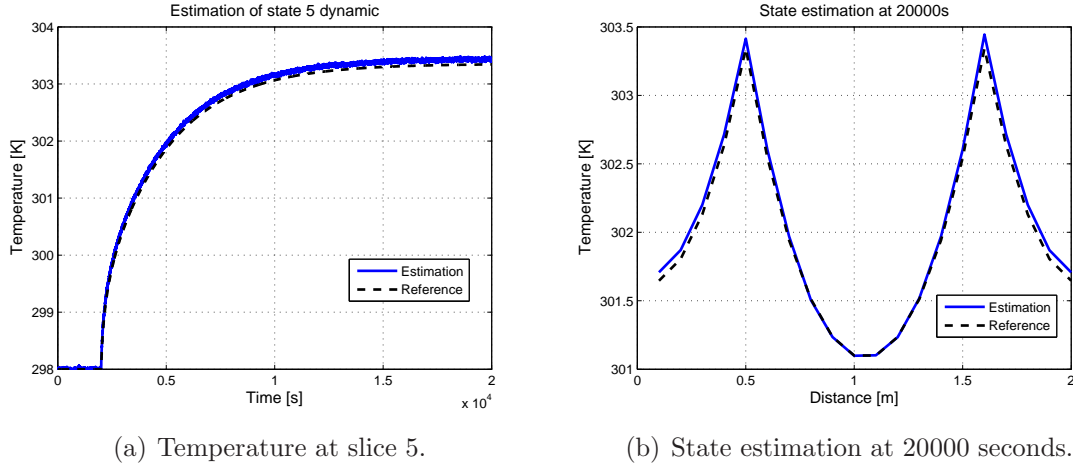 Estimation of state 5 dynamic
304
303
302
301
300
299
298
Temperature [K]
0 0.5 1 1.5 2
Time [s]
x 10^4
Estimation
Reference
(a) Temperature at slice 5.
State estimation at 20000s
303.5
303
302.5
302
301.5
301
Temperature [K]
0 0.5 1 1.5 2
Distance [m]
Estimation
Reference
(b) State estimation at 20000 seconds.